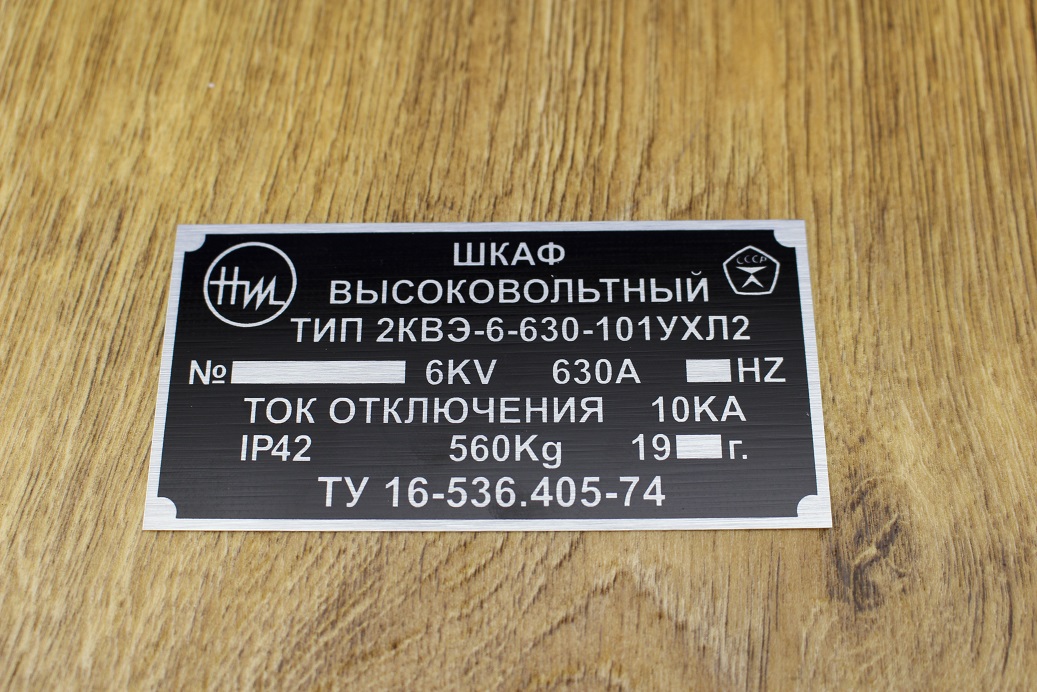 ШКАФ
СССР
ВЫСОКОВОЛЬТНЫЙ
ТИП 2КВЭ-6-630-101УХЛ2
№ 6KV 630A HZ
ТОК ОТКЛЮЧЕНИЯ 10KA
IP42 560Kg 19 г.
ТУ 16-536.405-74